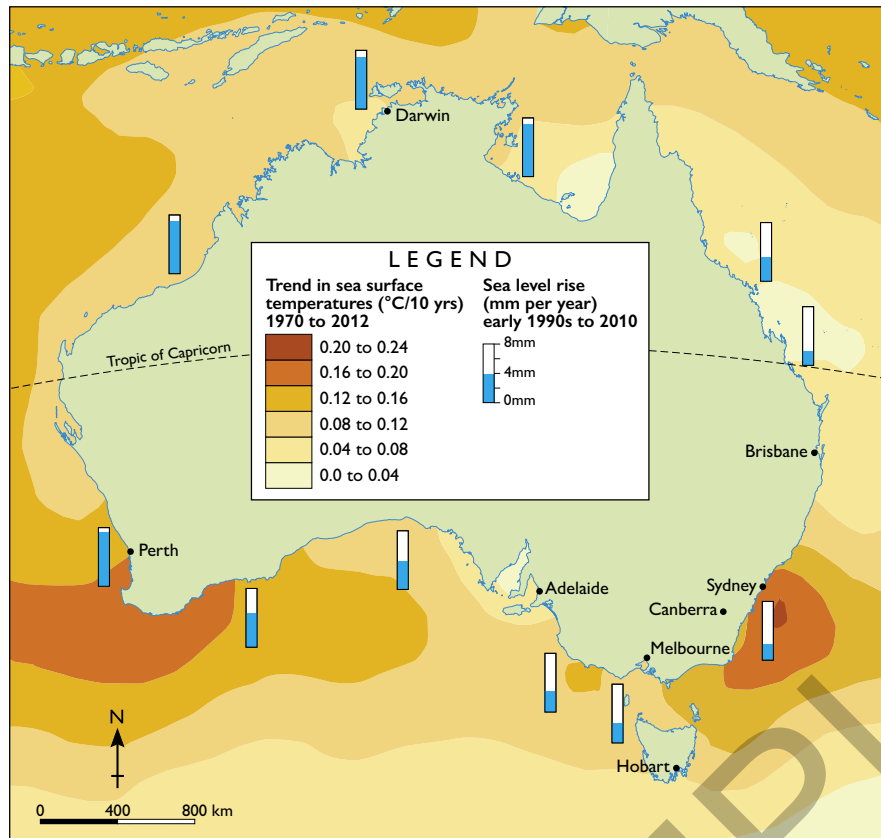 Darwin
LEGEND
Trend in sea surface
temperatures (°C/10 yrs)
1970 to 2012
0.20 to 0.24
0.16 to 0.20
0.12 to 0.16
0.08 to 0.12
0.04 to 0.08
0.0 to 0.04
Sea level rise
(mm per year)
early 1990s to 2010
8mm
4mm
0mm
Tropic of Capricorn
Brisbane
Perth
Adelaide
Sydney
Canberra
Melbourne
Hobart
N
0 400 800 km